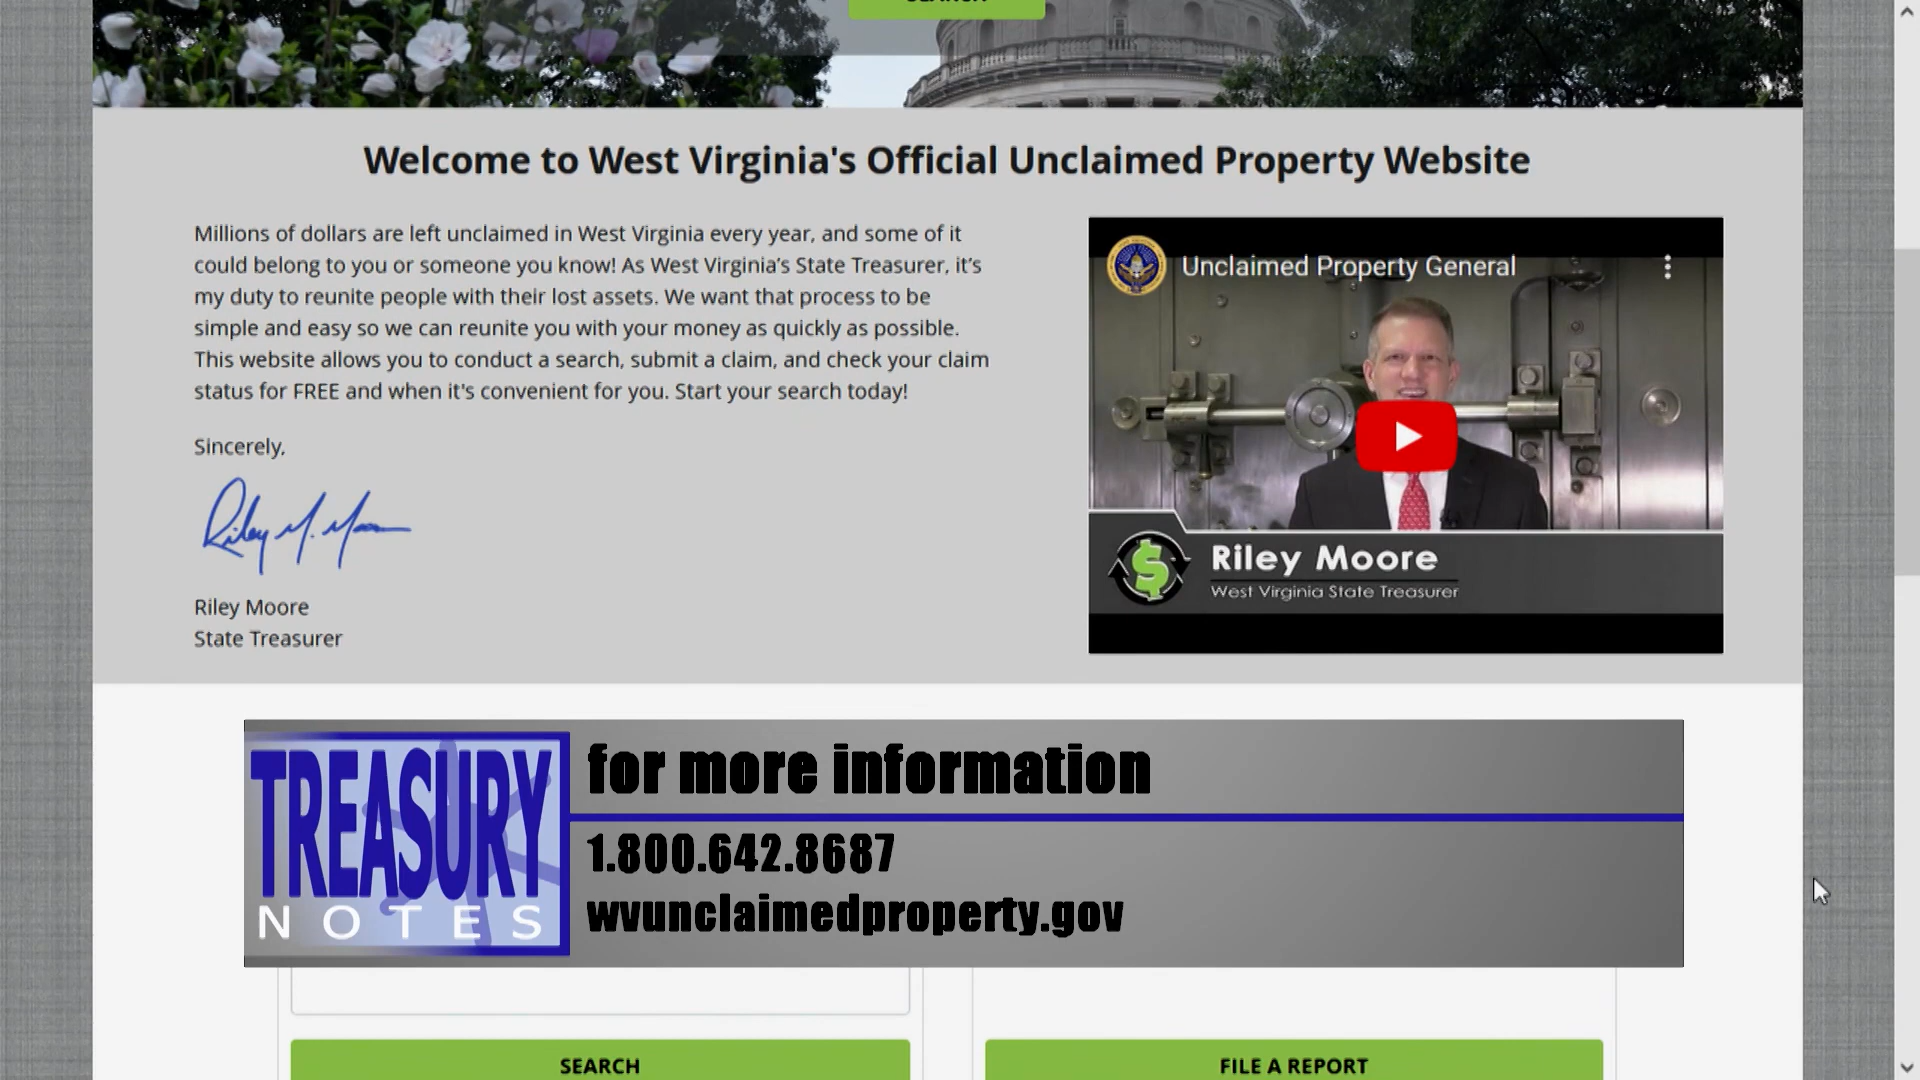 Welcome to West Virginia's Official Unclaimed Property Website
Millions of dollars are left unclaimed in West Virginia every year, and some of it
could belong to you or someone you know! As West Virginia’s State Treasurer, it’s
my duty to reunite people with their lost assets. We want that process to be
simple and easy so we can reunite you with your money as quickly as possible.
This website allows you to conduct a search, submit a claim, and check your claim
status for FREE and when it's convenient for you. Start your search today!
Sincerely,
Riley M. Moore
Riley Moore
State Treasurer
Unclaimed Property General
Riley Moore
West Virginia State Treasurer
TREASURY
NOTES
for more information
1.800.642.8687
wvunclaimedproperty.gov
SEARCH
FILE A REPORT